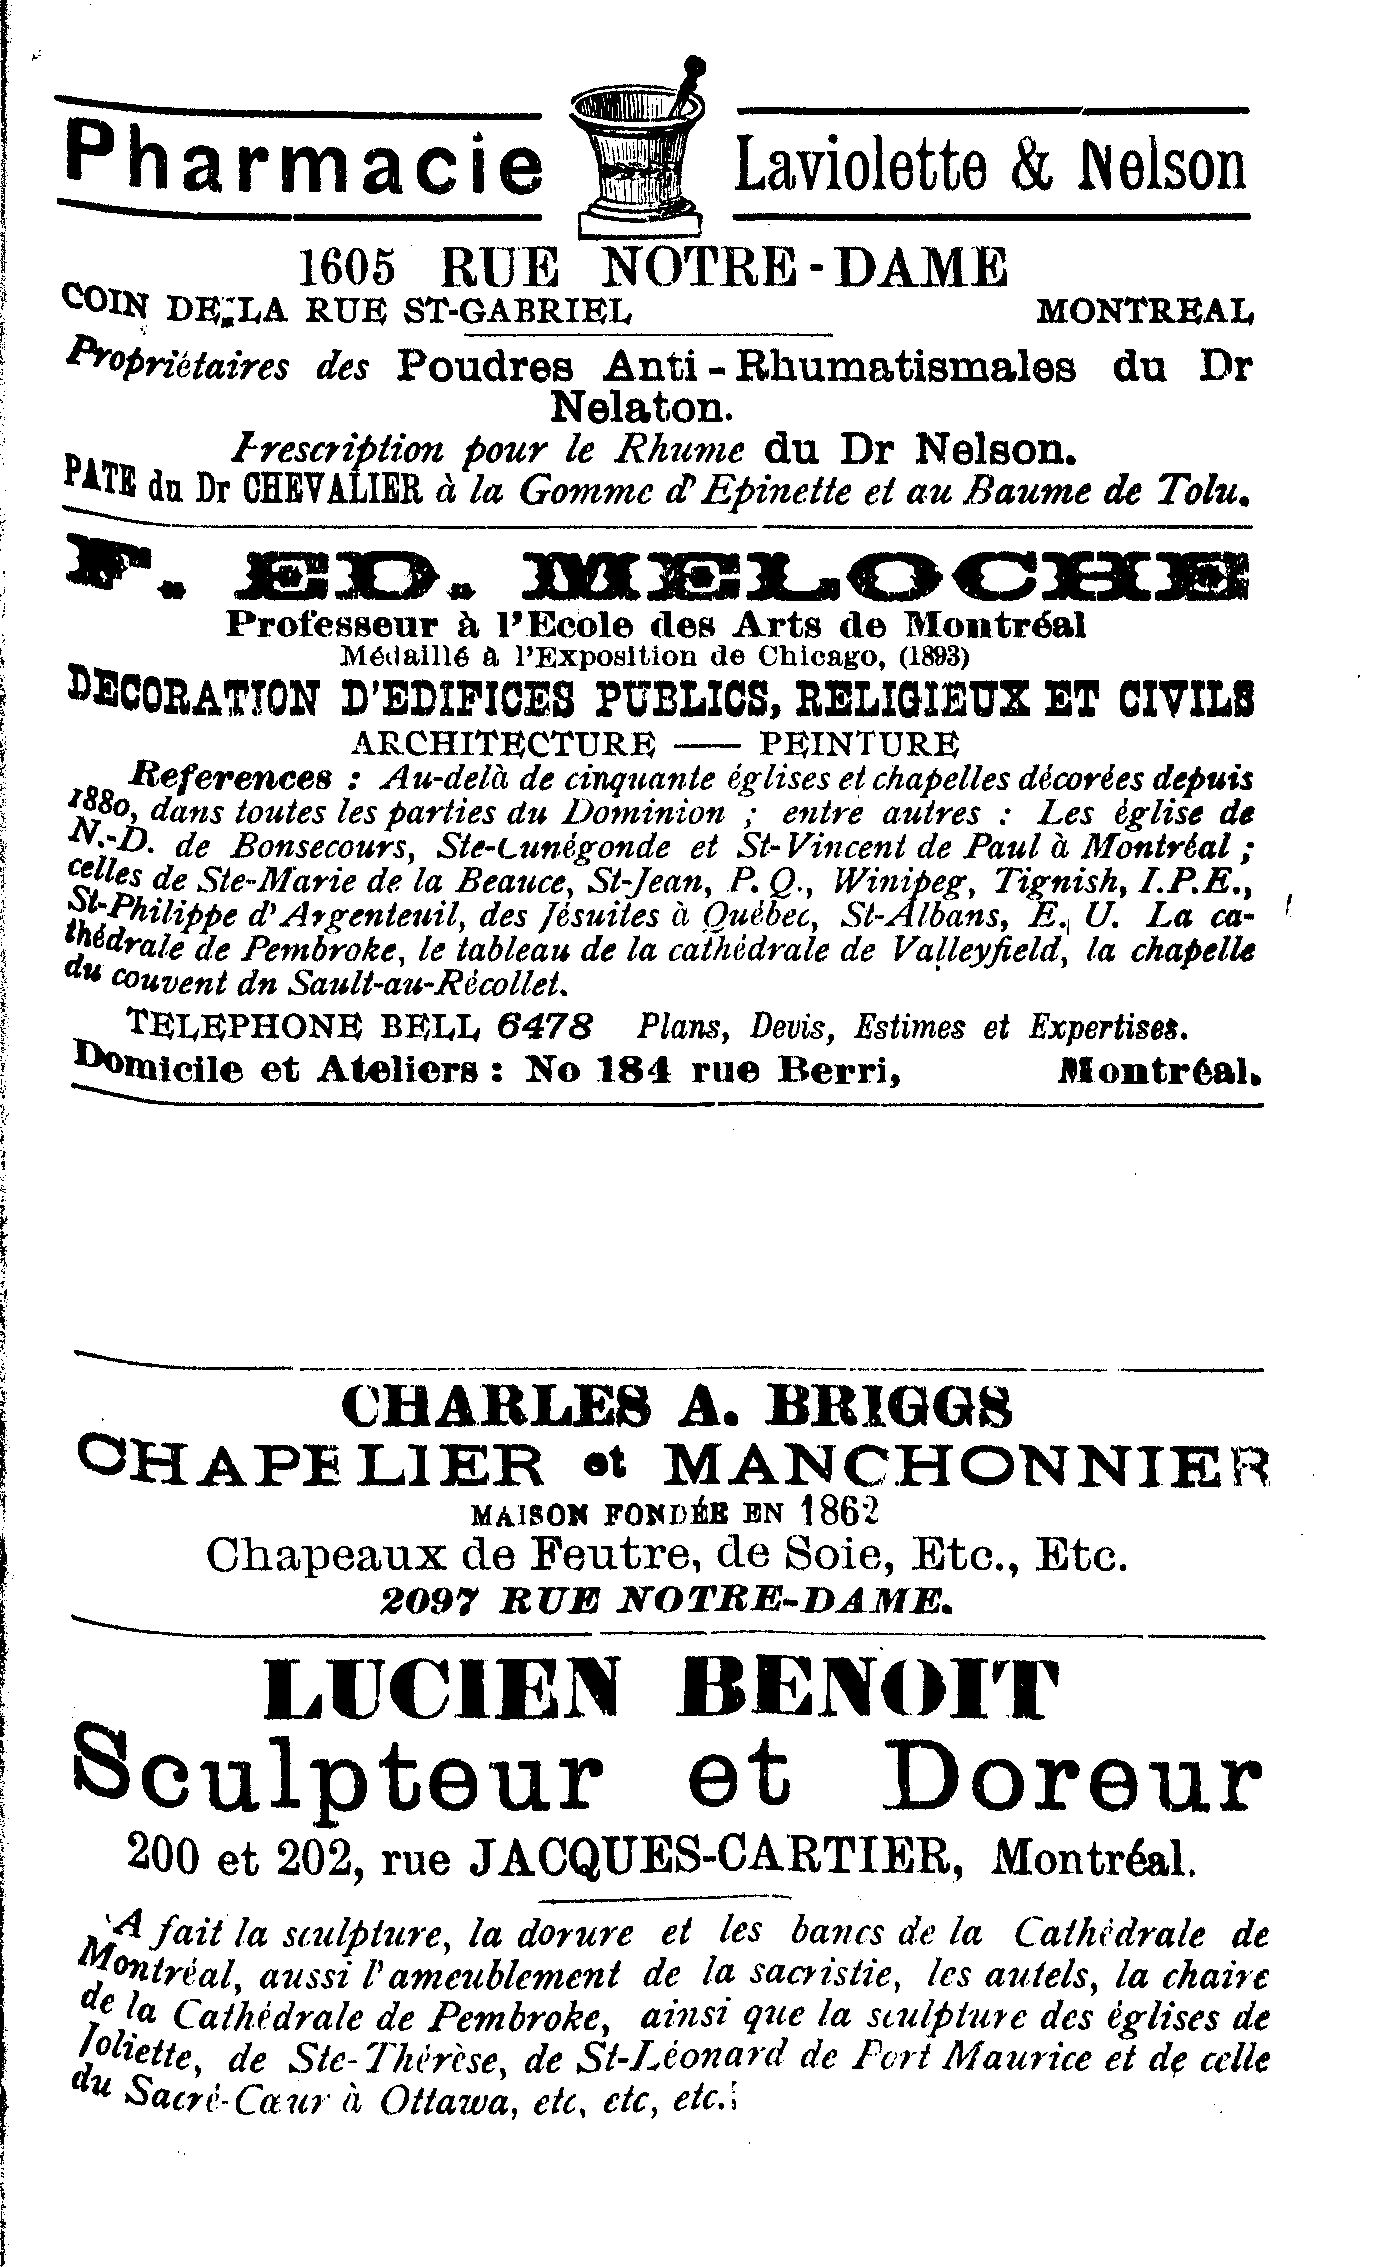 Pharmacie Laviolette & Nelson
1605 RUE NOTRE-DAME
COIN DE LA RUE ST-GABRIEL MONTREAL
Propriétaires des Poudres Anti-Rhumatismales du Dr
Nelaton.
Prescription pour le Rhume du Dr Nelson.
PATE du Dr CHEVALIER à la Gomme d'Epinette et au Baume de Tolu.
F. ED. MELOCHE
Professeur à l'Ecole des Arts de Montréal
Médaillé à l'Exposition de Chicago, (1893)
DECORATION D'EDIFICES PUBLICS, RELIGIEUX ET CIVILS
ARCHITECTURE — PEINTURE
References : Au-delà de cinquante églises et chapelles décorées depuis
1880, dans toutes les parties du Dominion ; entre autres : Les église de
N.-D. de Bonsecours, Ste-Cunégonde et St-Vincent de Paul à Montréal ;
celles de Ste-Marie de la Beauce, St-Jean, P. Q., Winipeg, Tignish, I.P.E.,
St-Philippe d'Argenteuil, des Jésuites à Québec, St-Albans, E. U. La ca-
thédrale de Pembroke, le tableau de la cathédrale de Valleyfield, la chapelle
du couvent dn Sault-au-Récollet.
TELEPHONE BELL 6478 Plans, Devis, Estimes et Expertises.
Domicile et Ateliers : No 184 rue Berri, Montréal.
CHARLES A. BRIGGS
CHAPELIER et MANCHONNIER
MAISON FONDÉE EN 1862
Chapeaux de Feutre, de Soie, Etc., Etc.
2097 RUE NOTRE-DAME.
LUCIEN BENOIT
Sculpteur et Doreur
200 et 202, rue JACQUES-CARTIER, Montréal.
A fait la sculpture, la dorure et les bancs de la Cathédrale de
Montréal, aussi l'ameublement de la sacristie, les autels, la chaire
de la Cathédrale de Pembroke, ainsi que la sculpture des églises de
Joliette, de Ste-Thérèse, de St-Léonard de Port Maurice et de celle
du Sacré-Cœur à Ottawa, etc, etc, etc.